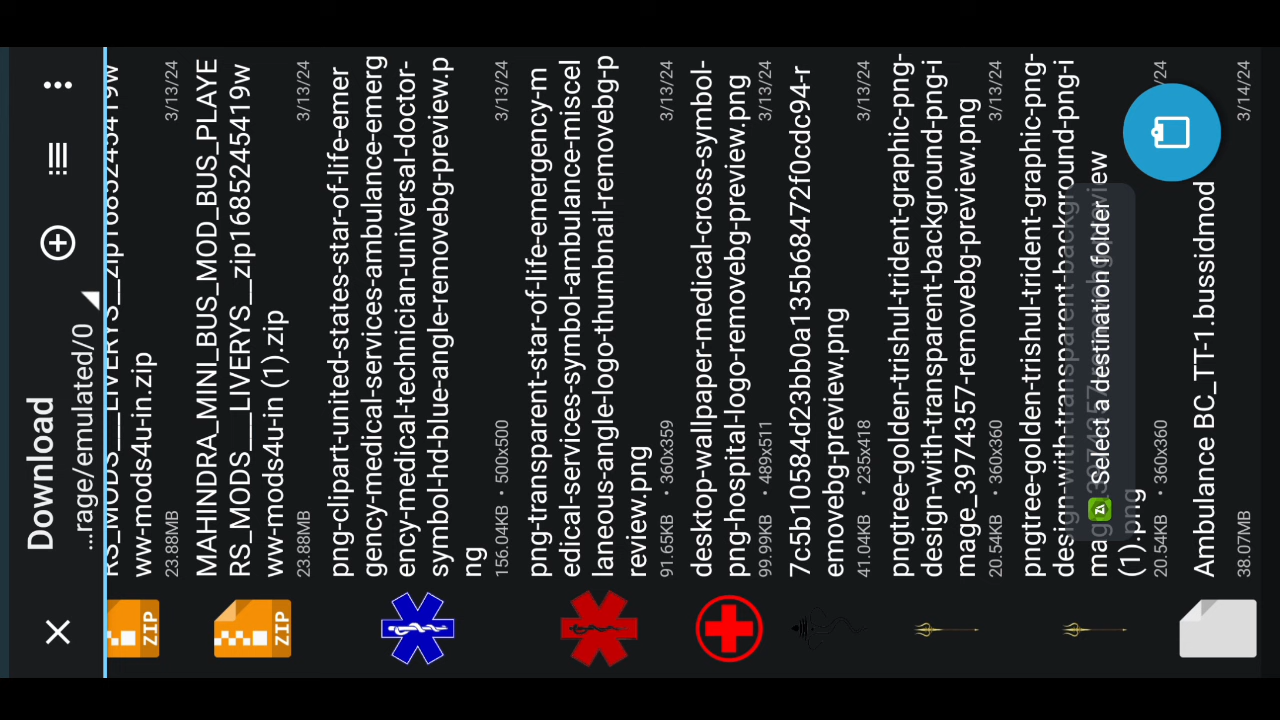 Download
...rage/emulated/0
RS_MODS___LIVERYS__zip1685245419w
ww-mods4u-in.zip
23.88MB 3/13/24
MAHINDRA_MINI_BUS_MOD_BUS_PLAYE
RS_MODS___LIVERYS__zip1685245419w
ww-mods4u-in (1).zip
23.88MB 3/13/24
png-clipart-united-states-star-of-life-emer
gency-medical-services-ambulance-emerg
ency-medical-technician-universal-doctor-
symbol-hd-blue-angle-removebg-preview.p
ng
156.04KB • 500x500 3/13/24
png-transparent-star-of-life-emergency-m
edical-services-symbol-ambulance-miscel
laneous-angle-logo-thumbnail-removebg-p
review.png
91.65KB • 360x359 3/13/24
desktop-wallpaper-medical-cross-symbol-
png-hospital-logo-removebg-preview.png
99.99KB • 489x511 3/13/24
7c5b10584d23bb0a135b68472f0cdc94-r
emovebg-preview.png
41.04KB • 235x418 3/13/24
pngtree-golden-trishul-trident-graphic-png-
design-with-transparent-background-png-i
mage_3974357-removebg-preview.png
20.54KB • 360x360 3/13/24
pngtree-golden-trishul-trident-graphic-png-
design-with-transparent-background-png-i
mage_3974357-removebg-preview
(1).png
20.54KB • 360x360 /24
Select a destination folder
Ambulance BC_TT-1.bussidmod
38.07MB 3/14/24
ZIP
ZIP